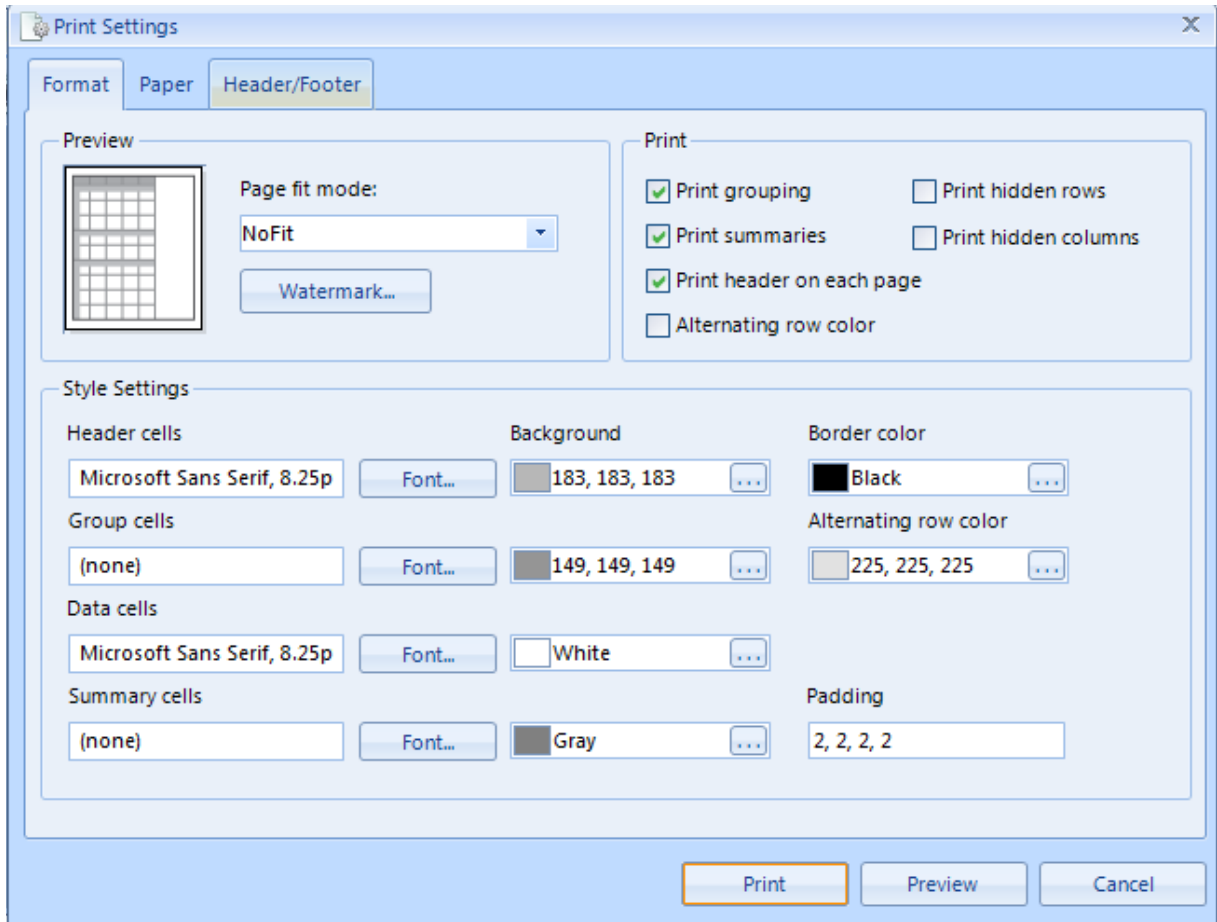 Print Settings
Format Paper Header/Footer
Preview
Page fit mode:
NoFit
Watermark...
Print
Print grouping Print hidden rows
Print summaries Print hidden columns
Print header on each page
Alternating row color
Style Settings
Header cells Background Border color
Microsoft Sans Serif, 8.25p Font... 183, 183, 183 ... Black ...
Group cells Alternating row color
(none) Font... 149, 149, 149 ... 225, 225, 225 ...
Data cells
Microsoft Sans Serif, 8.25p Font... White ...
Summary cells Padding
(none) Font... Gray ... 2, 2, 2, 2
Print Preview Cancel